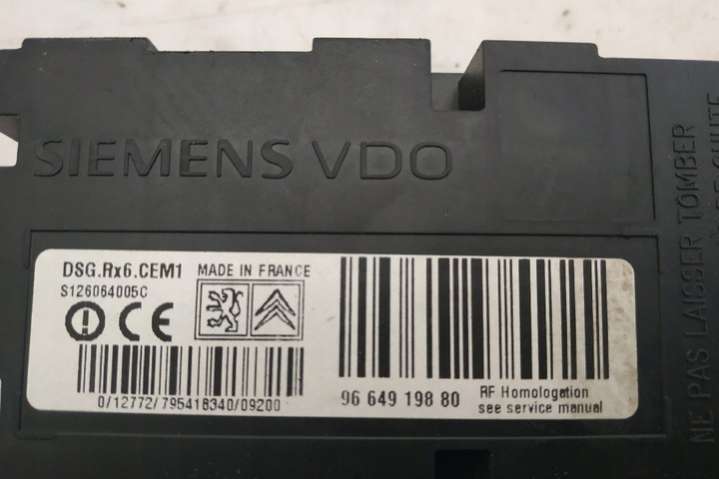 SIEMENS VDO
DSG.Rx6.CEM1 MADE IN FRANCE
S126064005C
CE
0/12772/795418340/09200
96 649 198 80
RF Homologation
see service manual
NE PAS LAISSER TOMBER